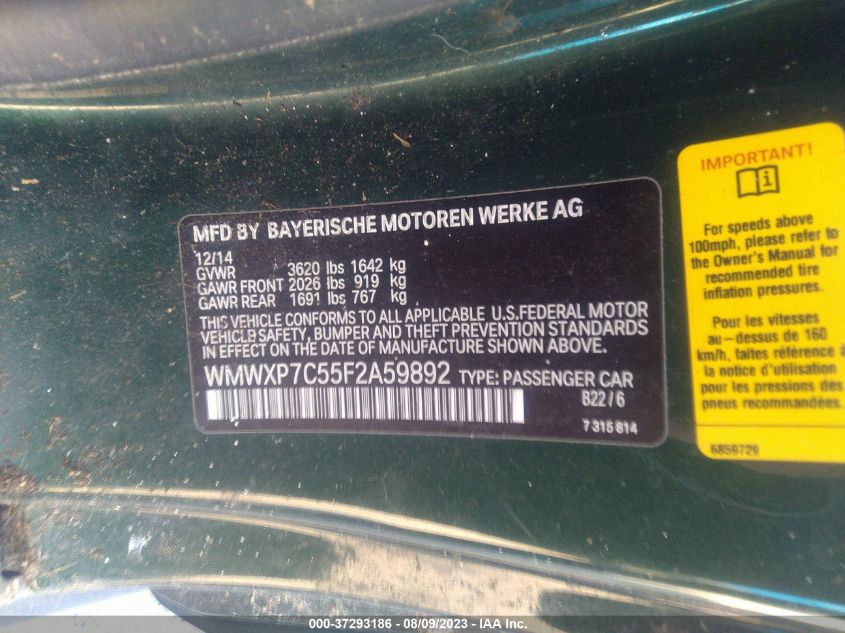 MFD BY BAYERISCHE MOTOREN WERKE AG
12/14
GVWR 3620 lbs 1642 kg
GAWR FRONT 2026 lbs 919 kg
GAWR REAR 1691 lbs 767 kg
THIS VEHICLE CONFORMS TO ALL APPLICABLE U.S.FEDERAL MOTOR
VEHICLE SAFETY, BUMPER AND THEFT PREVENTION STANDARDS
IN EFFECT ON THE DATE OF MANUFACTURE SHOWN ABOVE.
WMWXP7C55F2A59892 TYPE: PASSENGER CAR
B22/6
7315814
IMPORTANT!
i
For speeds above
100mph, please refer to
the Owner's Manual for
recommended tire
inflation pressures.
Pour les vitesses
au-dessus de 160
km/h, faites référence à
la notice d'utilisation
des pressions des
pneus recommandées.
6859729
000-37293186 - 08/09/2023 - IAA Inc.